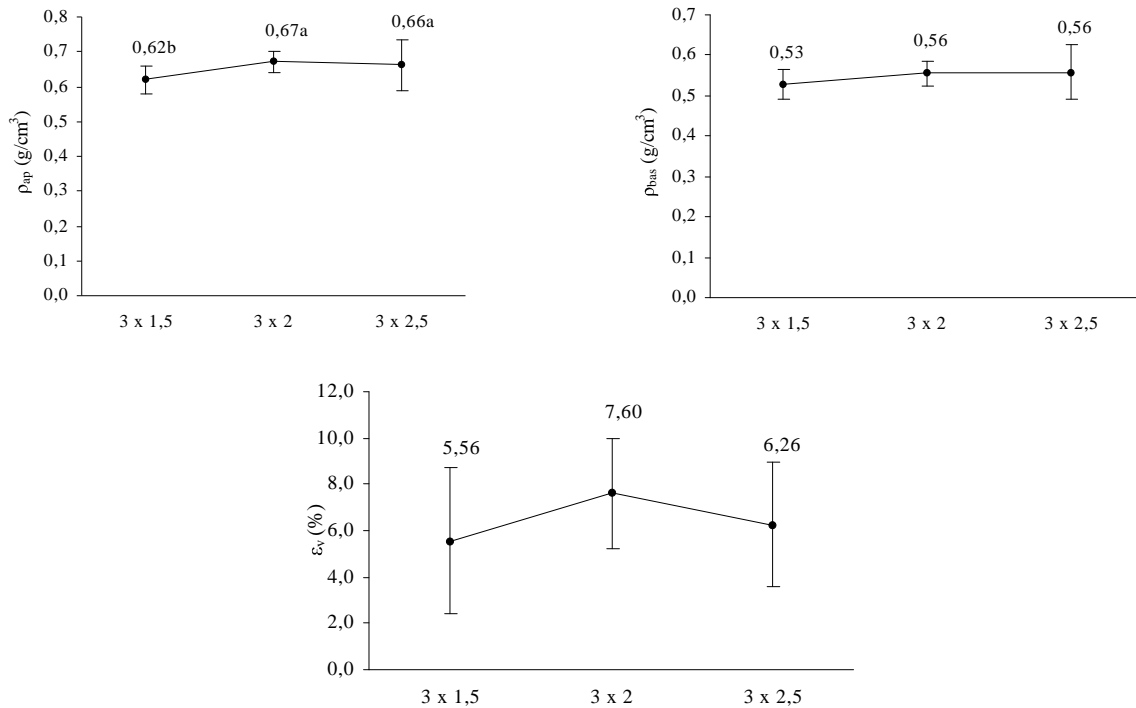 0,8
0,7
0,6
0,5
0,4
0,3
0,2
0,1
0,0
ρap (g/cm³)
0,62b
0,67a
0,66a
3 x 1,5
3 x 2
3 x 2,5
0,7
0,6
0,5
0,4
0,3
0,2
0,1
0,0
ρbas (g/cm³)
0,53
0,56
0,56
3 x 1,5
3 x 2
3 x 2,5
12,0
10,0
8,0
6,0
4,0
2,0
0,0
εv (%)
5,56
7,60
6,26
3 x 1,5
3 x 2
3 x 2,5